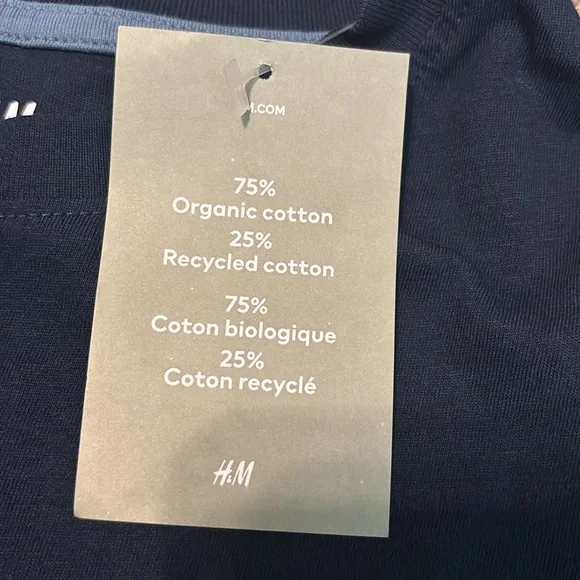 M.COM
75%
Organic cotton
25%
Recycled cotton
75%
Coton biologique
25%
Coton recyclé
H&M